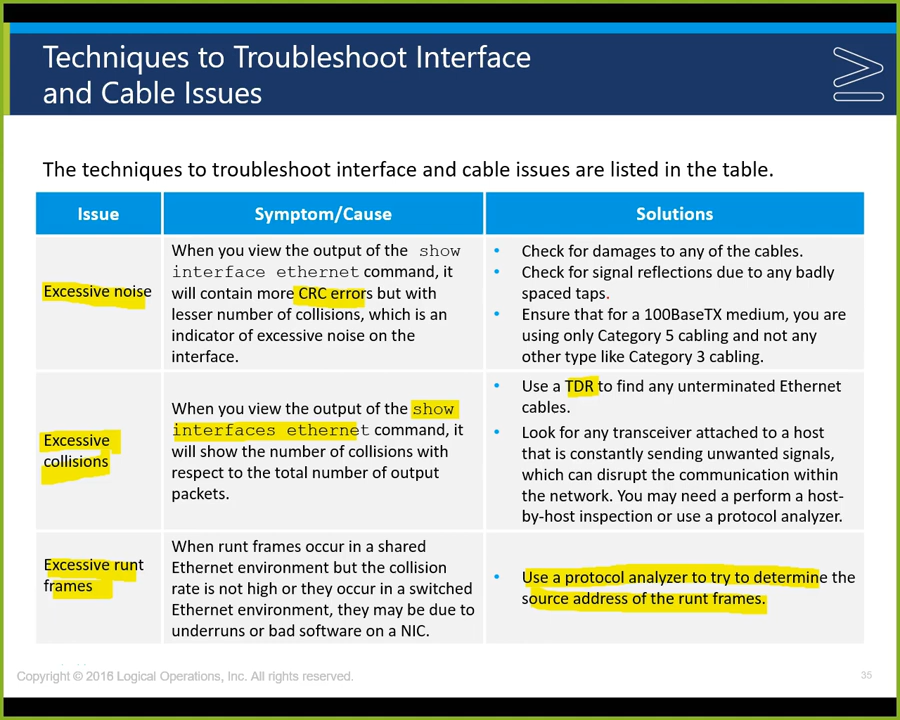 Techniques to Troubleshoot Interface
and Cable Issues
The techniques to troubleshoot interface and cable issues are listed in the table.
Issue
Symptom/Cause
Solutions
Excessive noise
When you view the output of the show
interface ethernet command, it
will contain more CRC errors but with
lesser number of collisions, which is an
indicator of excessive noise on the
interface.
• Check for damages to any of the cables.
• Check for signal reflections due to any badly
spaced taps.
• Ensure that for a 100BaseTX medium, you are
using only Category 5 cabling and not any
other type like Category 3 cabling.
Excessive
collisions
When you view the output of the show
interfaces ethernet command, it
will show the number of collisions with
respect to the total number of output
packets.
• Use a TDR to find any unterminated Ethernet
cables.
• Look for any transceiver attached to a host
that is constantly sending unwanted signals,
which can disrupt the communication within
the network. You may need a perform a host-
by-host inspection or use a protocol analyzer.
Excessive runt
frames
When runt frames occur in a shared
Ethernet environment but the collision
rate is not high or they occur in a switched
Ethernet environment, they may be due to
underruns or bad software on a NIC.
• Use a protocol analyzer to try to determine the
source address of the runt frames.
Copyright © 2016 Logical Operations, Inc. All rights reserved.
35